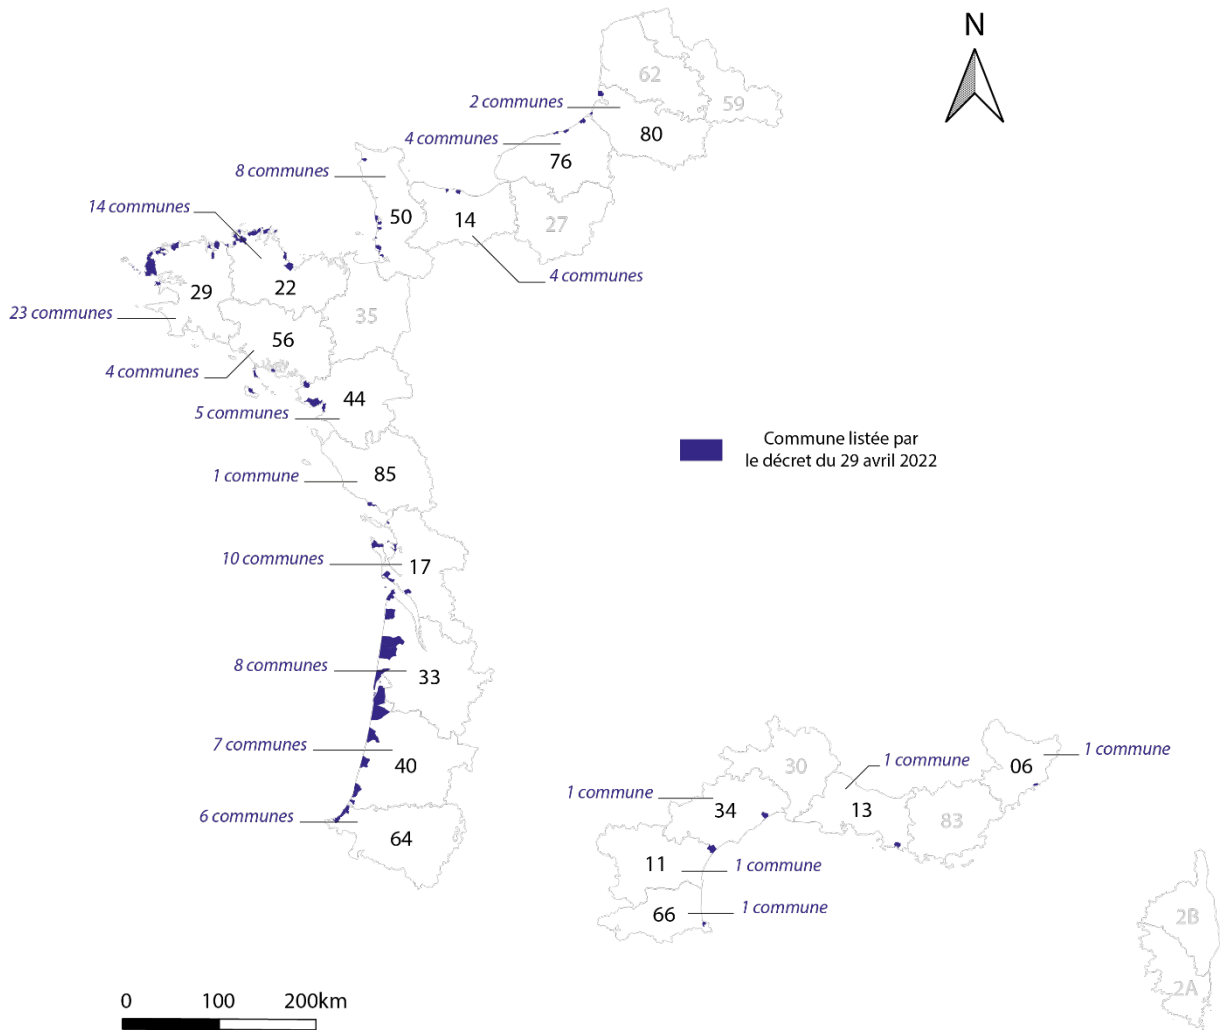 N
62
59
2 communes
80
4 communes
76
8 communes
50
14
27
14 communes
4 communes
29
22
35
23 communes
56
4 communes
44
5 communes
Commune listée par
le décret du 29 avril 2022
85
1 commune
10 communes
17
8 communes
33
7 communes
40
6 communes
64
30
1 commune
06
1 commune
1 commune
34
13
83
11
1 commune
66
1 commune
2B
2A
0 100 200km